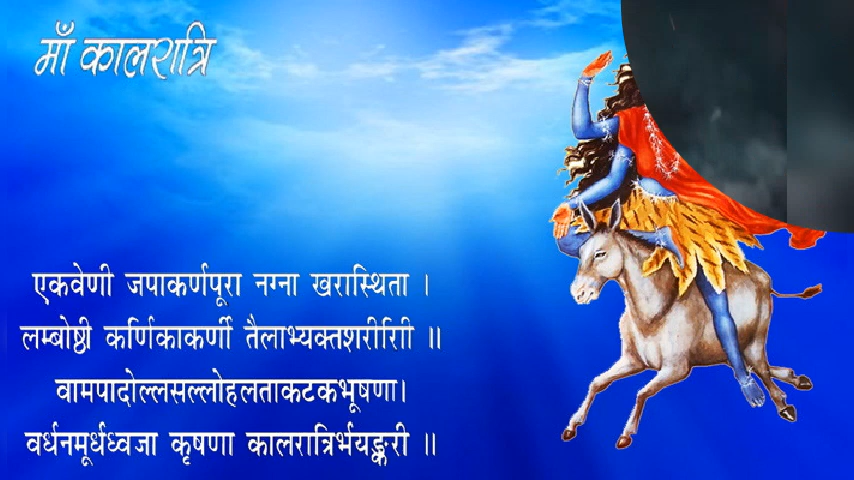 माँ कालरात्रि
एकवेणी जपाकर्णपूरा नग्ना खरास्थिता ।
लम्बोष्ठी कर्णिकाकर्णी तैलाभ्यक्तशरीरिणी ॥
वामपादोल्लसल्लोहलताकटकभूषणा।
वर्धनमूर्धध्वजा कृषणा कालरात्रिर्भयङ्करी ॥